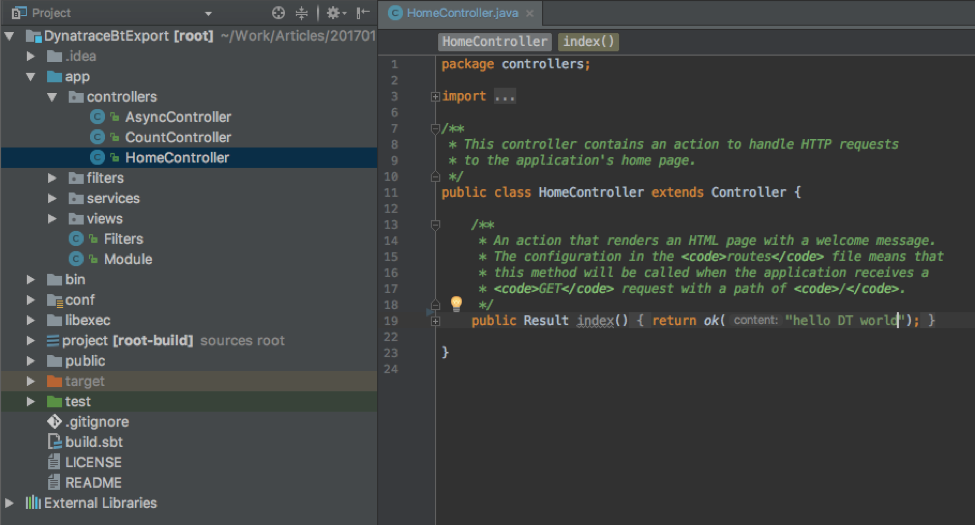 Project
DynatraceBtExport [root] ~/Work/Articles/201701
.idea
app
controllers
AsyncController
CountController
HomeController
filters
services
views
Filters
Module
bin
conf
libexec
project [root-build] sources root
public
target
test
.gitignore
build.sbt
LICENSE
README
External Libraries
HomeController.java
HomeController index()
1 package controllers;
2
3 import ...
6
7 /**
8 * This controller contains an action to handle HTTP requests
9 * to the application's home page.
10 */
11 public class HomeController extends Controller {
12
13 /**
14 * An action that renders an HTML page with a welcome message.
15 * The configuration in the <code>routes</code> file means that
16 * this method will be called when the application receives a
17 * <code>GET</code> request with a path of <code>/</code>.
18 */
19 public Result index() { return ok( content: "hello DT world"); }
22
23 }
24